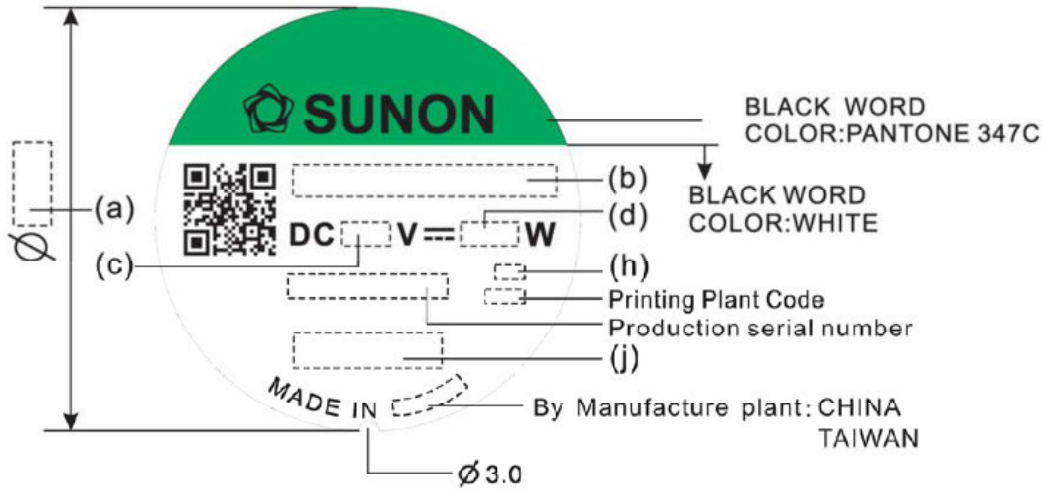 SUNON
BLACK WORD
COLOR:PANTONE 347C
(b)
BLACK WORD
COLOR:WHITE
(a)
(d)
DC V W
(c)
(h)
Printing Plant Code
Production serial number
(j)
MADE IN
By Manufacture plant: CHINA
TAIWAN
Ø
Ø 3.0